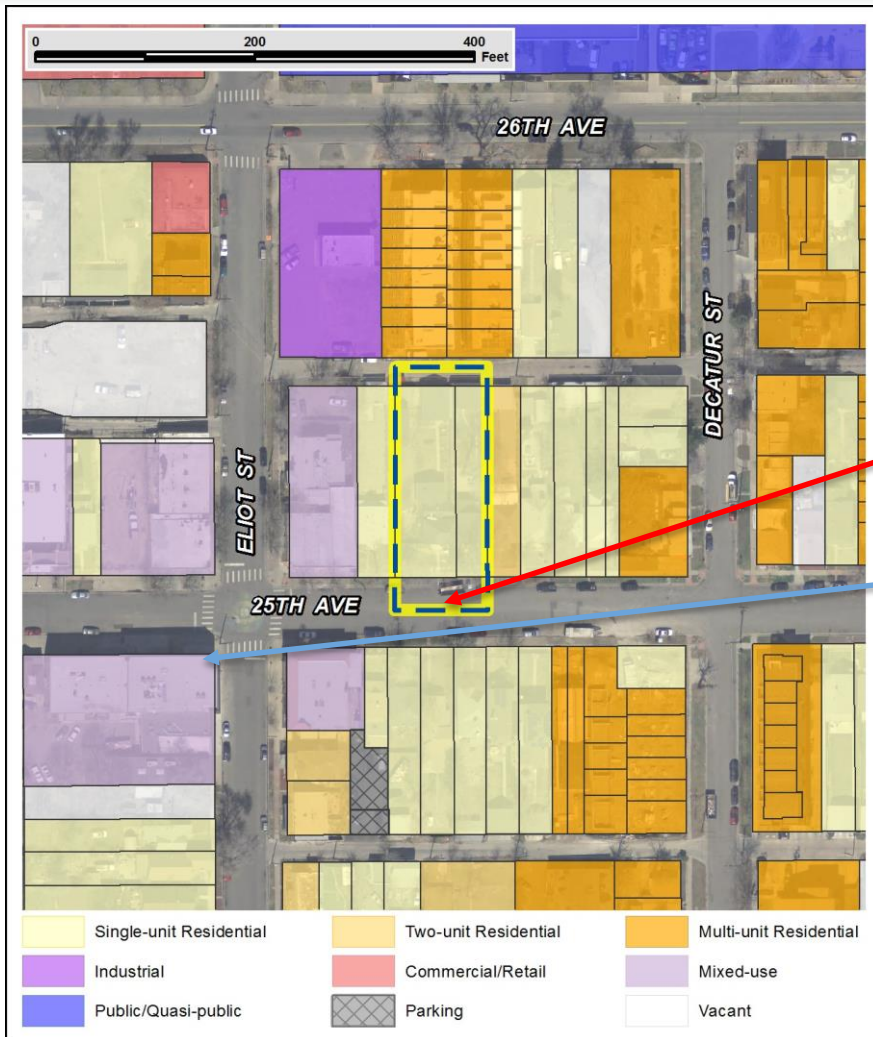 0 200 400
Feet
26TH AVE
DECATUR ST
ELIOT ST
25TH AVE
Single-unit Residential Two-unit Residential Multi-unit Residential
Industrial Commercial/Retail Mixed-use
Public/Quasi-public Parking Vacant